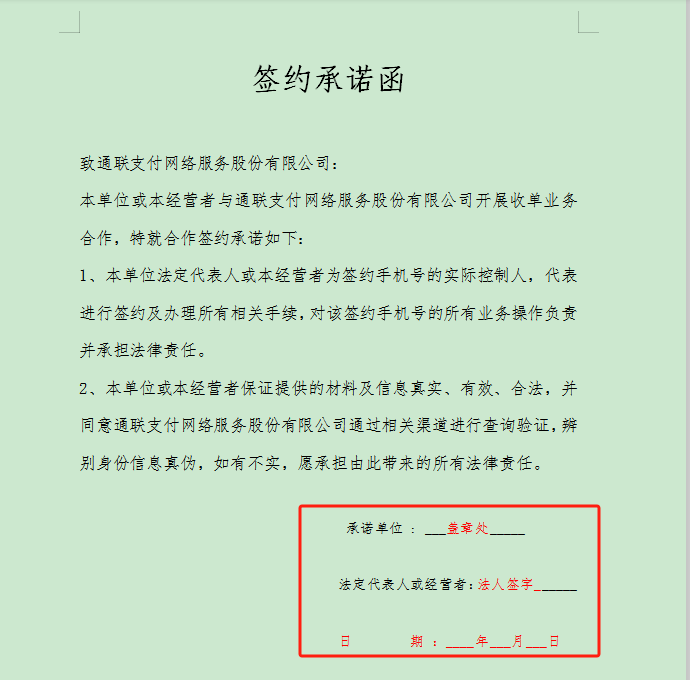 签约承诺函
致通联支付网络服务股份有限公司：
本单位或本经营者与通联支付网络服务股份有限公司开展收单业务
合作，特就合作签约承诺如下：
1、本单位法定代表人或本经营者为签约手机号的实际控制人，代表
进行签约及办理所有相关手续，对该签约手机号的所有业务操作负责
并承担法律责任。
2、本单位或本经营者保证提供的材料及信息真实、有效、合法，并
同意通联支付网络服务股份有限公司通过相关渠道进行查询验证，辨
别身份信息真伪，如有不实，愿承担由此带来的所有法律责任。
承诺单位 ：___盖章处_____
法定代表人或经营者：法人签字______
日 期 ：____年___月___日